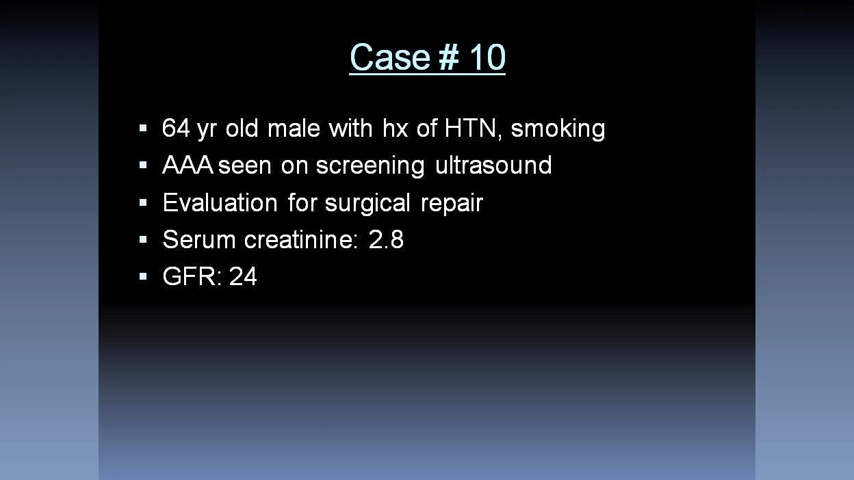 Case # 10
▪ 64 yr old male with hx of HTN, smoking
▪ AAA seen on screening ultrasound
▪ Evaluation for surgical repair
▪ Serum creatinine: 2.8
▪ GFR: 24